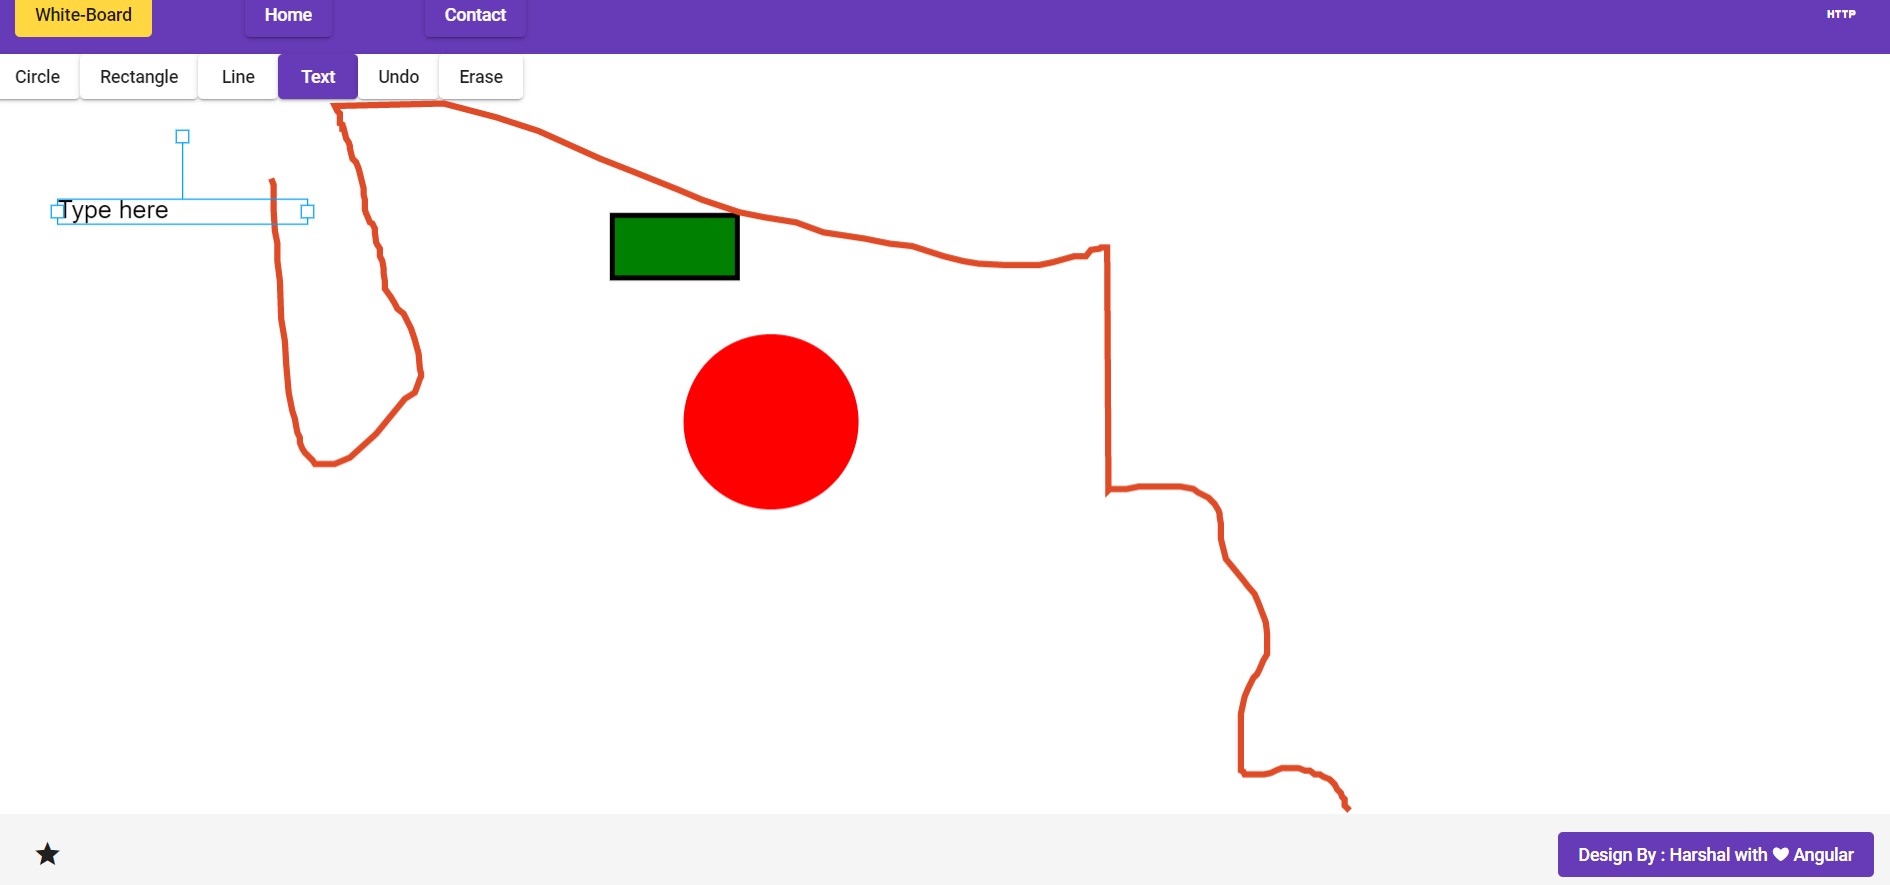 White-Board Home Contact HTTP
Circle Rectangle Line Text Undo Erase
Type here
Design By : Harshal with Angular